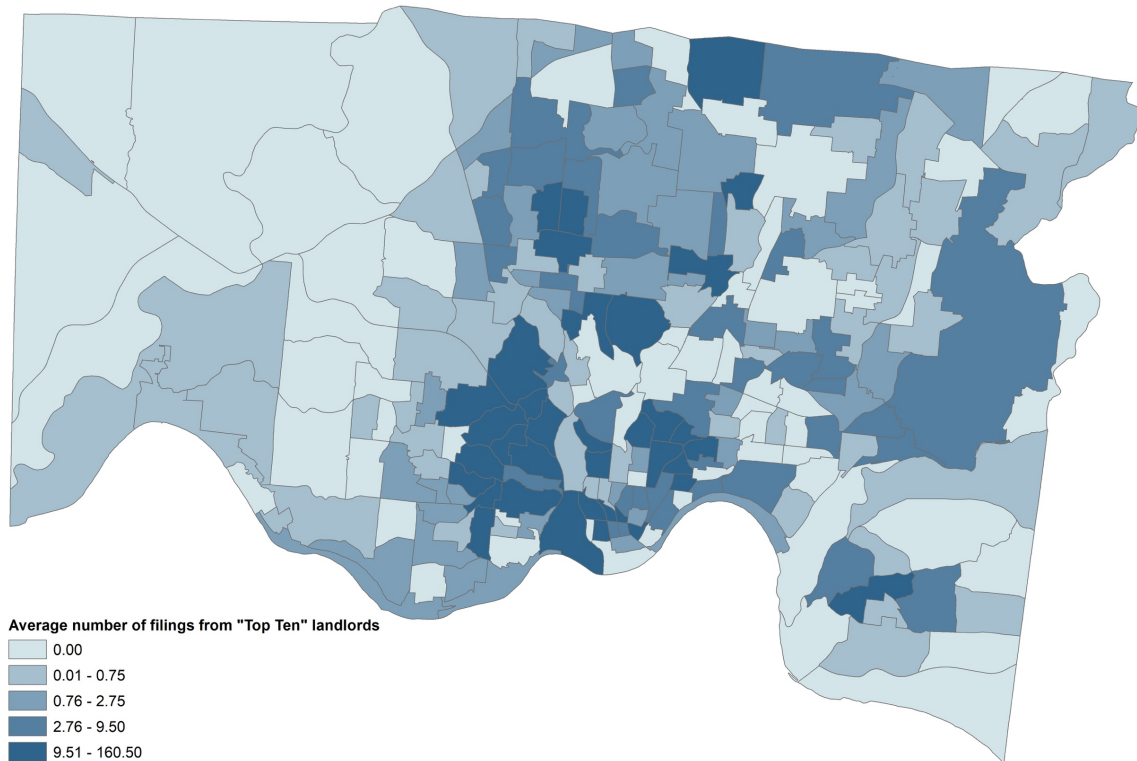 Average number of filings from "Top Ten" landlords
0.00
0.01 - 0.75
0.76 - 2.75
2.76 - 9.50
9.51 - 160.50